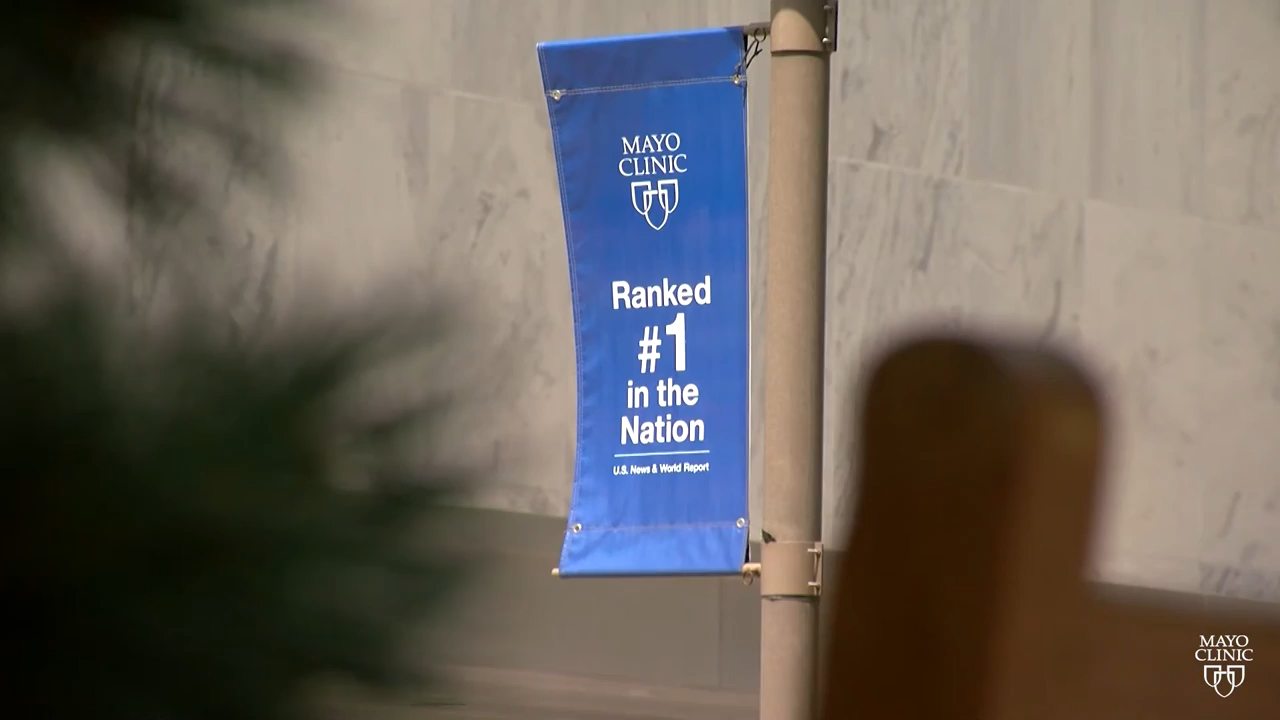 MAYO
CLINIC
Ranked
#1
in the
Nation
U.S. News & World Report
MAYO
CLINIC